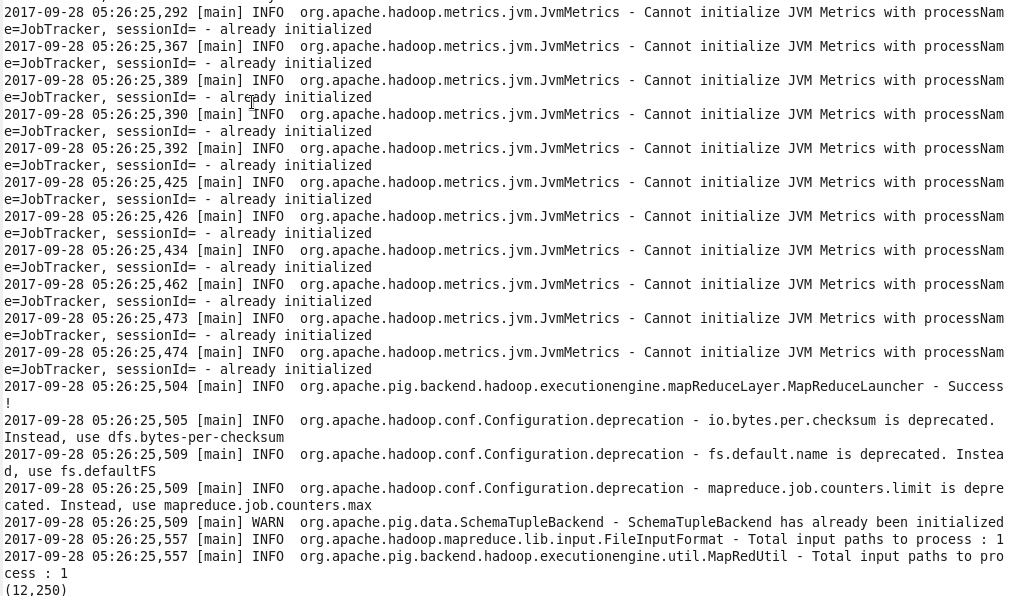 2017-09-28 05:26:25,292 [main] INFO  org.apache.hadoop.metrics.jvm.JvmMetrics - Cannot initialize JVM Metrics with processNam
e=JobTracker, sessionId= - already initialized
2017-09-28 05:26:25,367 [main] INFO  org.apache.hadoop.metrics.jvm.JvmMetrics - Cannot initialize JVM Metrics with processNam
e=JobTracker, sessionId= - already initialized
2017-09-28 05:26:25,389 [main] INFO  org.apache.hadoop.metrics.jvm.JvmMetrics - Cannot initialize JVM Metrics with processNam
e=JobTracker, sessionId= - already initialized
2017-09-28 05:26:25,390 [main] INFO  org.apache.hadoop.metrics.jvm.JvmMetrics - Cannot initialize JVM Metrics with processNam
e=JobTracker, sessionId= - already initialized
2017-09-28 05:26:25,392 [main] INFO  org.apache.hadoop.metrics.jvm.JvmMetrics - Cannot initialize JVM Metrics with processNam
e=JobTracker, sessionId= - already initialized
2017-09-28 05:26:25,425 [main] INFO  org.apache.hadoop.metrics.jvm.JvmMetrics - Cannot initialize JVM Metrics with processNam
e=JobTracker, sessionId= - already initialized
2017-09-28 05:26:25,426 [main] INFO  org.apache.hadoop.metrics.jvm.JvmMetrics - Cannot initialize JVM Metrics with processNam
e=JobTracker, sessionId= - already initialized
2017-09-28 05:26:25,434 [main] INFO  org.apache.hadoop.metrics.jvm.JvmMetrics - Cannot initialize JVM Metrics with processNam
e=JobTracker, sessionId= - already initialized
2017-09-28 05:26:25,462 [main] INFO  org.apache.hadoop.metrics.jvm.JvmMetrics - Cannot initialize JVM Metrics with processNam
e=JobTracker, sessionId= - already initialized
2017-09-28 05:26:25,473 [main] INFO  org.apache.hadoop.metrics.jvm.JvmMetrics - Cannot initialize JVM Metrics with processNam
e=JobTracker, sessionId= - already initialized
2017-09-28 05:26:25,474 [main] INFO  org.apache.hadoop.metrics.jvm.JvmMetrics - Cannot initialize JVM Metrics with processNam
e=JobTracker, sessionId= - already initialized
2017-09-28 05:26:25,504 [main] INFO  org.apache.pig.backend.hadoop.executionengine.mapReduceLayer.MapReduceLauncher - Success
!
2017-09-28 05:26:25,505 [main] INFO  org.apache.hadoop.conf.Configuration.deprecation - io.bytes.per.checksum is deprecated.
Instead, use dfs.bytes-per-checksum
2017-09-28 05:26:25,509 [main] INFO  org.apache.hadoop.conf.Configuration.deprecation - fs.default.name is deprecated. Instea
d, use fs.defaultFS
2017-09-28 05:26:25,509 [main] INFO  org.apache.hadoop.conf.Configuration.deprecation - mapreduce.job.counters.limit is depre
cated. Instead, use mapreduce.job.counters.max
2017-09-28 05:26:25,509 [main] WARN  org.apache.pig.data.SchemaTupleBackend - SchemaTupleBackend has already been initialized
2017-09-28 05:26:25,557 [main] INFO  org.apache.hadoop.mapreduce.lib.input.FileInputFormat - Total input paths to process : 1
2017-09-28 05:26:25,557 [main] INFO  org.apache.pig.backend.hadoop.executionengine.util.MapRedUtil - Total input paths to pro
cess : 1
(12,250)